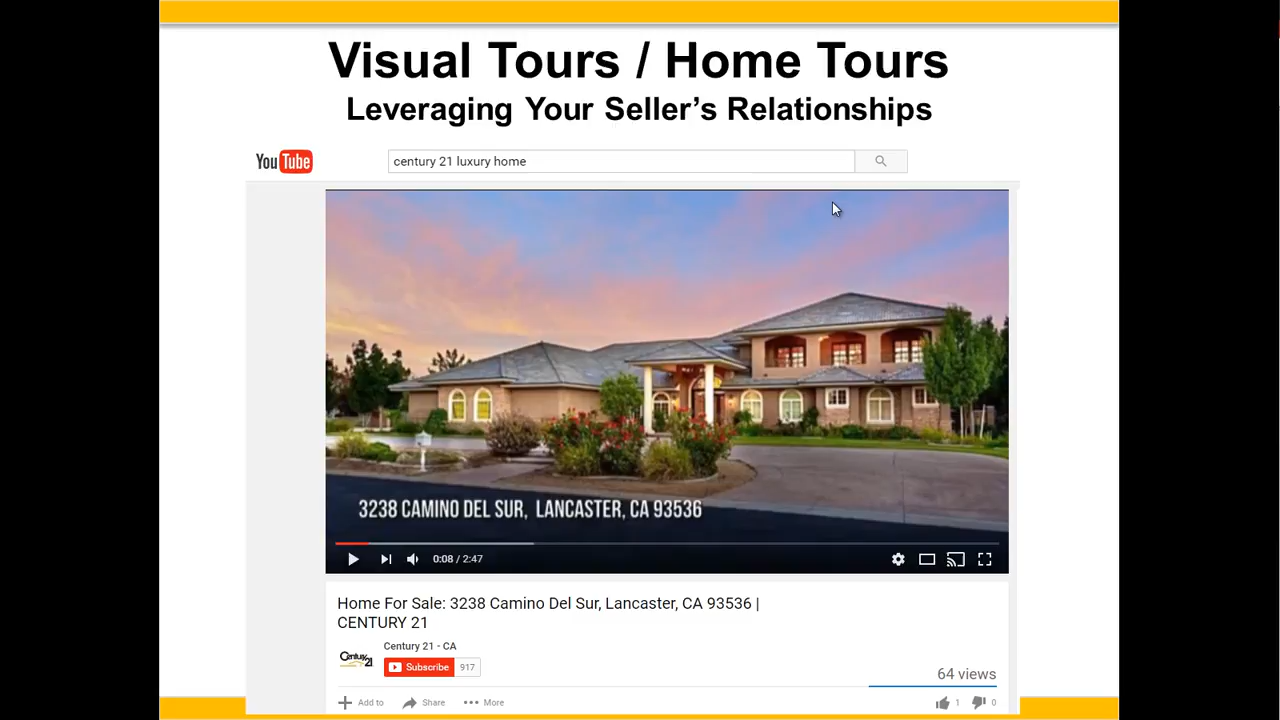 Visual Tours / Home Tours
Leveraging Your Seller's Relationships
YouTube
century 21 luxury home
3238 CAMINO DEL SUR, LANCASTER, CA 93536
0:08 / 2:47
Home For Sale: 3238 Camino Del Sur, Lancaster, CA 93536 |
CENTURY 21
Century 21
Century 21 - CA
Subscribe 917
64 views
Add to Share More 1 0